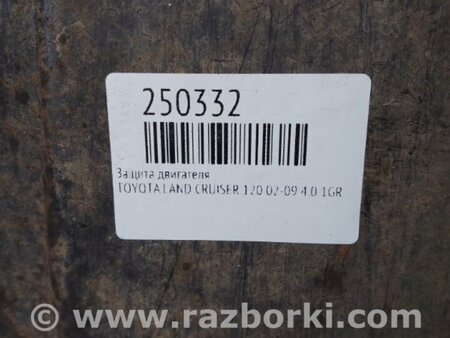 250332
Защита двигателя
TOYOTA LAND CRUISER 120 02-09 4.0 1GR
© www.razborki.com